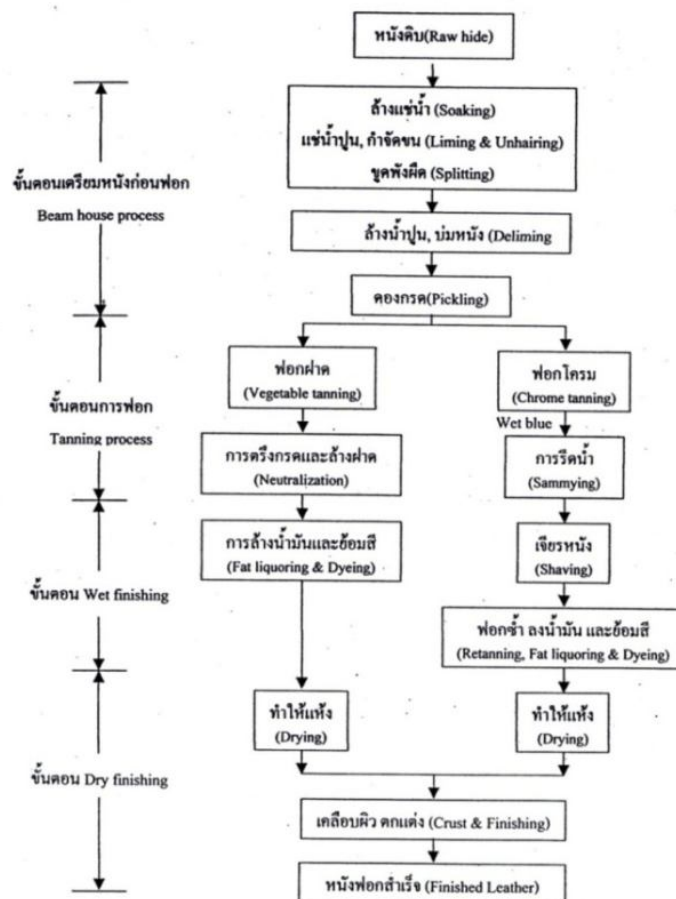 หนังดิบ(Raw hide)
ล้างแช่น้ำ (Soaking)
แช่น้ำปูน, กำจัดขน (Liming & Unhairing)
ขูดพังผืด (Splitting)
ขั้นตอนเตรียมหนังก่อนฟอก
Beam house process
ล้างน้ำปูน, บ่มหนัง (Deliming
ดองกรด(Pickling)
ขั้นตอนการฟอก
Tanning process
ฟอกฝาด
(Vegetable tanning)
ฟอกโครม
(Chrome tanning)
Wet blue
การตรึงกรดและล้างฝาด
(Neutralization)
การรีดน้ำ
(Sammying)
ขั้นตอน Wet finishing
การล้างน้ำมันและย้อมสี
(Fat liquoring & Dyeing)
เจียรหนัง
(Shaving)
ฟอกซ้ำ ลงน้ำมัน และย้อมสี
(Retanning, Fat liquoring & Dyeing)
ขั้นตอน Dry finishing
ทำให้แห้ง
(Drying)
ทำให้แห้ง
(Drying)
เคลือบผิว ตกแต่ง (Crust & Finishing)
หนังฟอกสำเร็จ (Finished Leather)